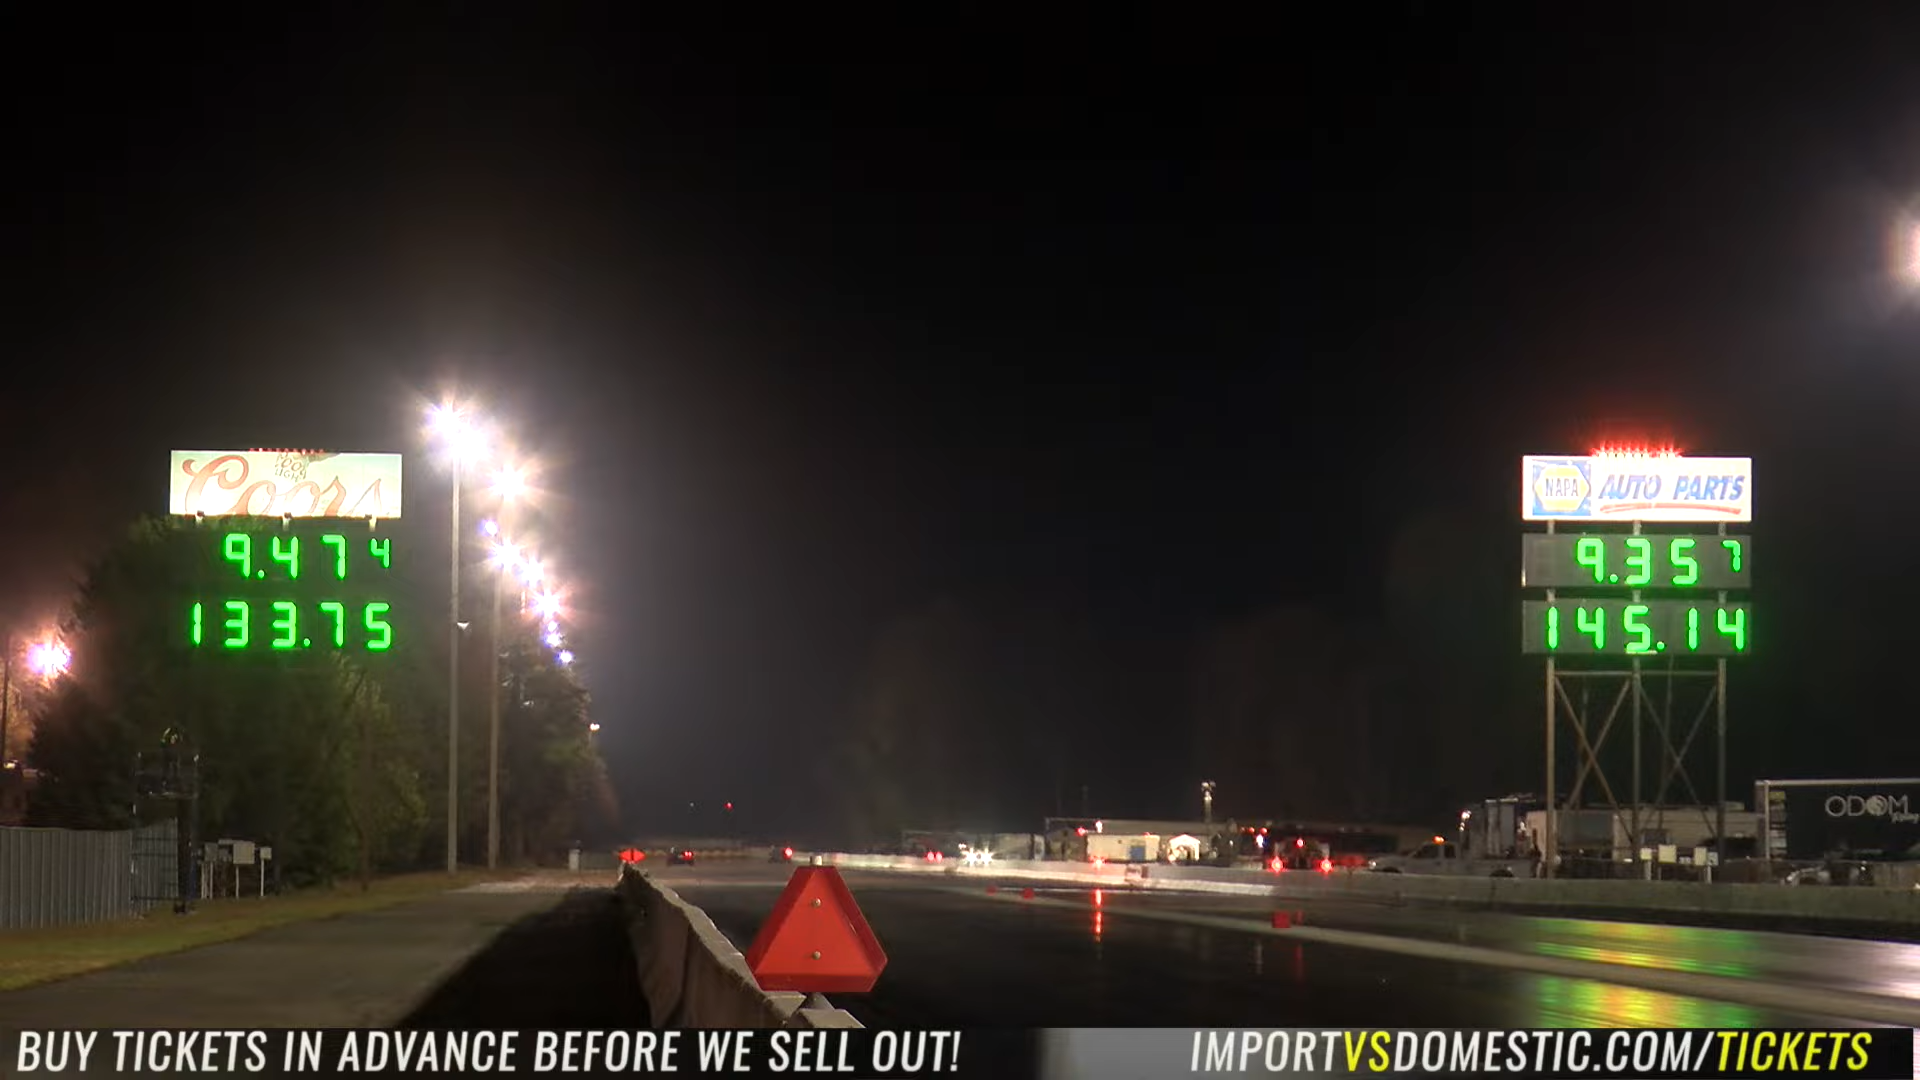 Coors
9.474
133.75
NAPA AUTO PARTS
9.357
145.14
ODOM
BUY TICKETS IN ADVANCE BEFORE WE SELL OUT!
IMPORTVSDOMESTIC.COM/TICKETS